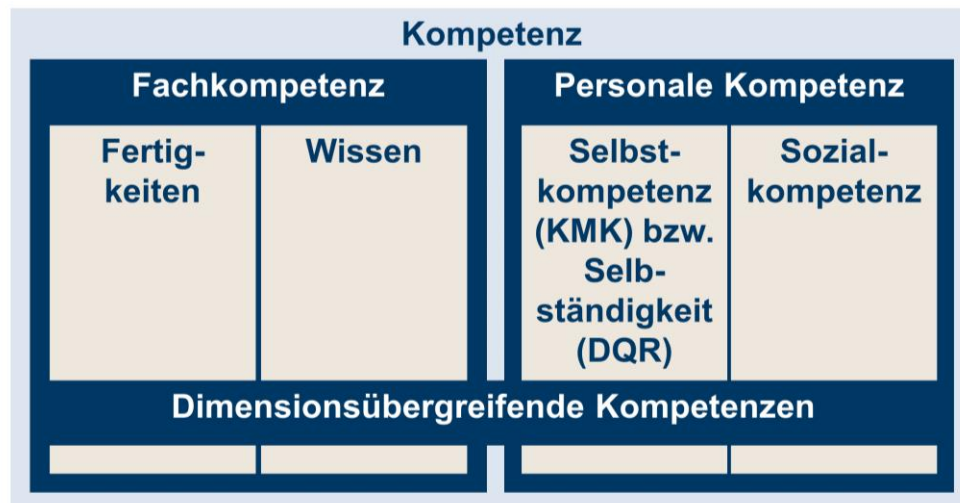 Kompetenz
Fachkompetenz
Fertig-
keiten
Wissen
Personale Kompetenz
Selbst-
kompetenz
(KMK) bzw.
Selb-
ständigkeit
(DQR)
Sozial-
kompetenz
Dimensionsübergreifende Kompetenzen